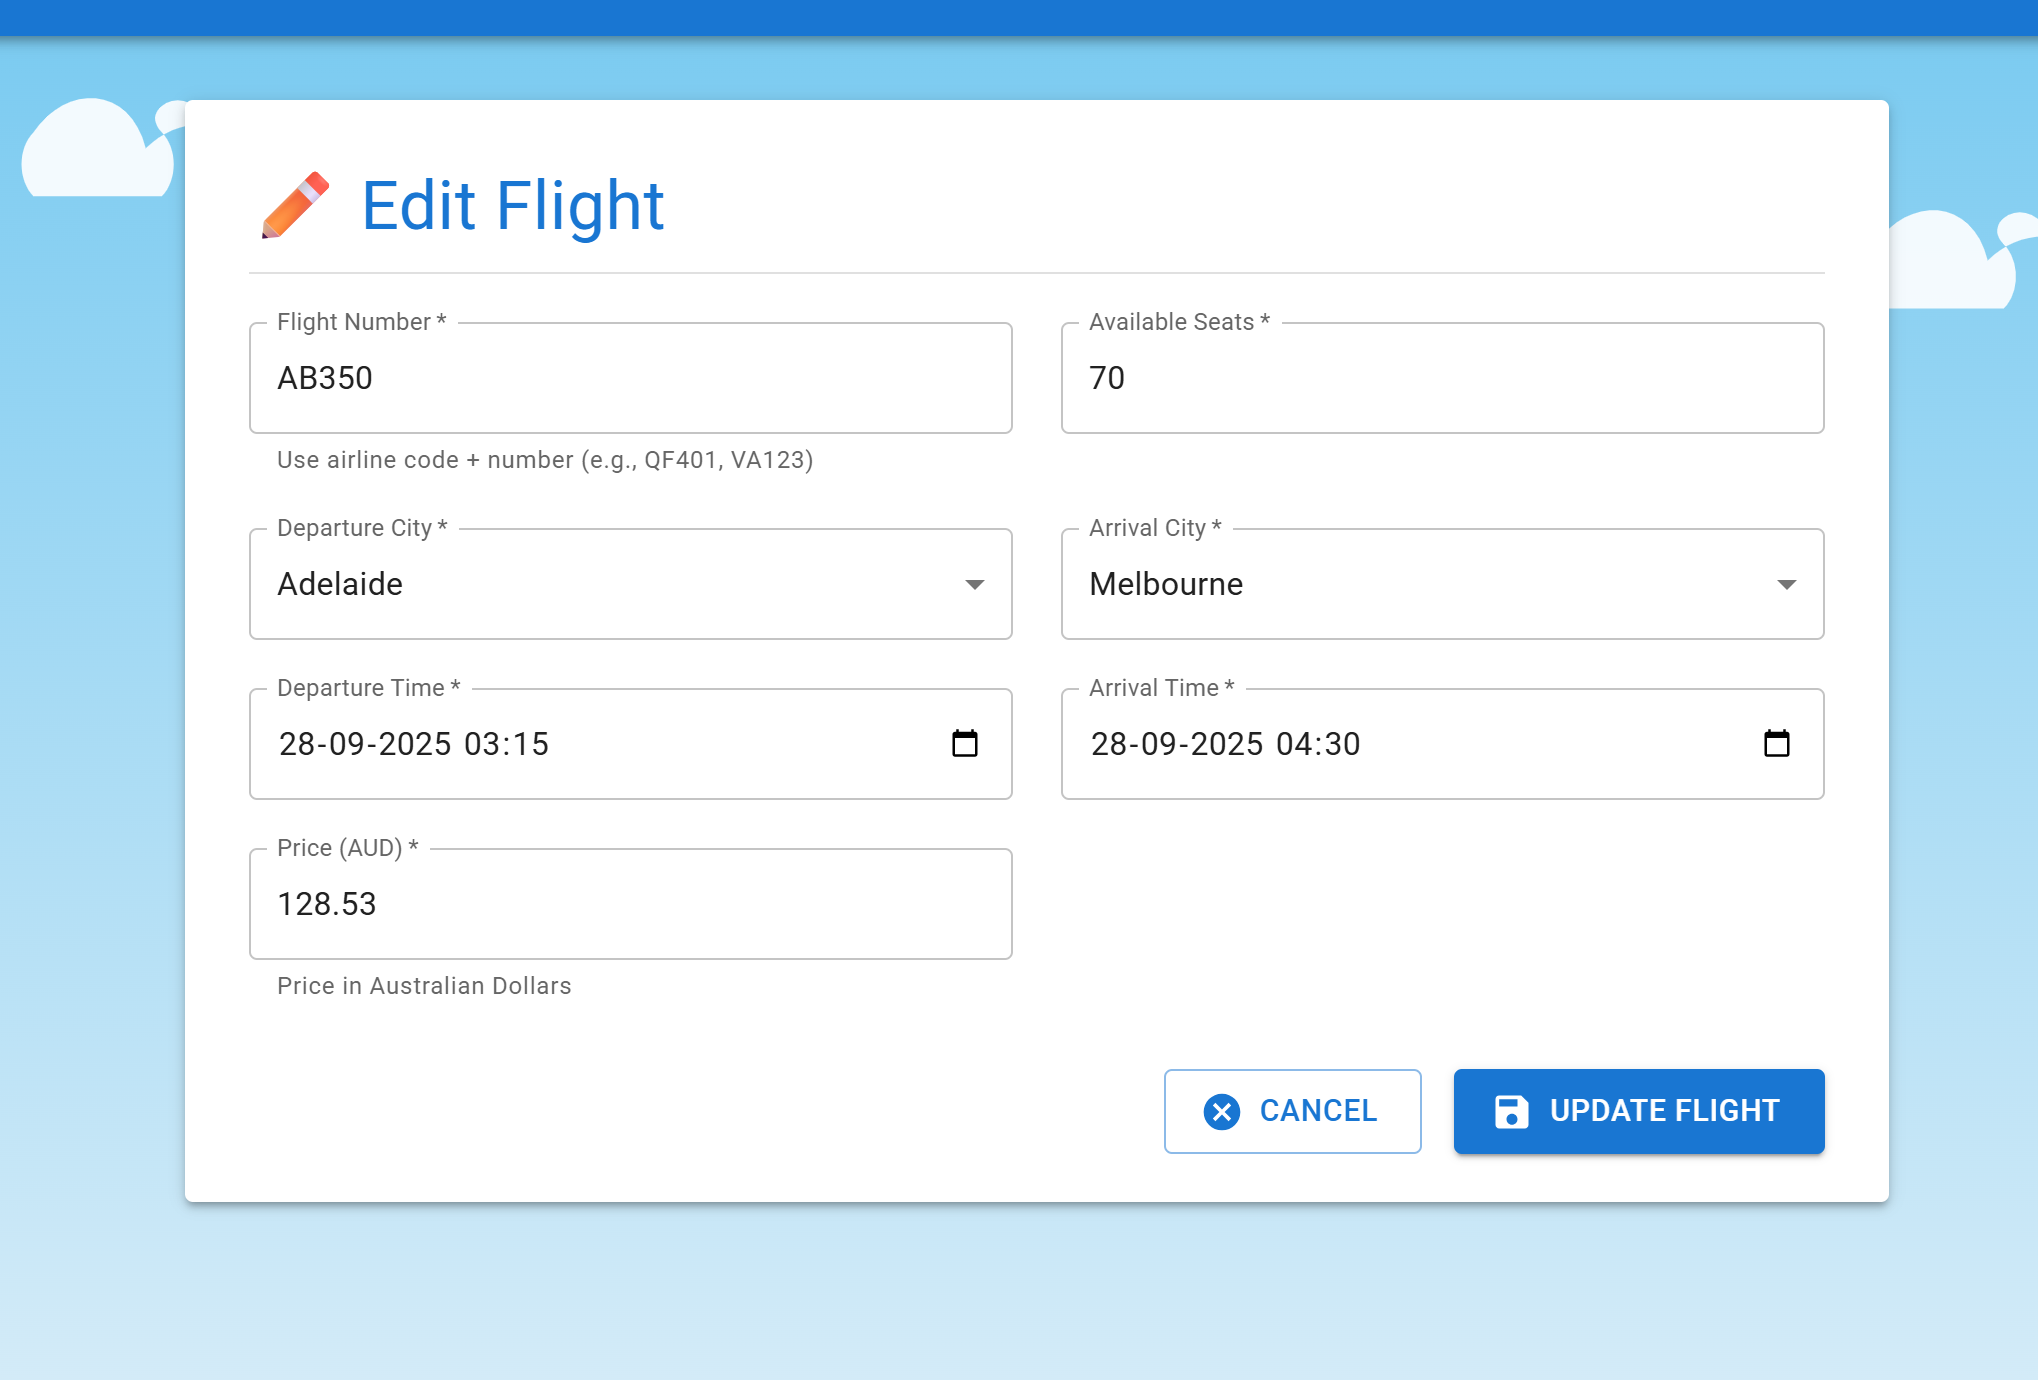 Edit Flight
Flight Number *
AB350
Use airline code + number (e.g., QF401, VA123)
Available Seats *
70
Departure City *
Adelaide
Arrival City *
Melbourne
Departure Time *
28-09-2025 03:15
Arrival Time *
28-09-2025 04:30
Price (AUD) *
128.53
Price in Australian Dollars
CANCEL
UPDATE FLIGHT